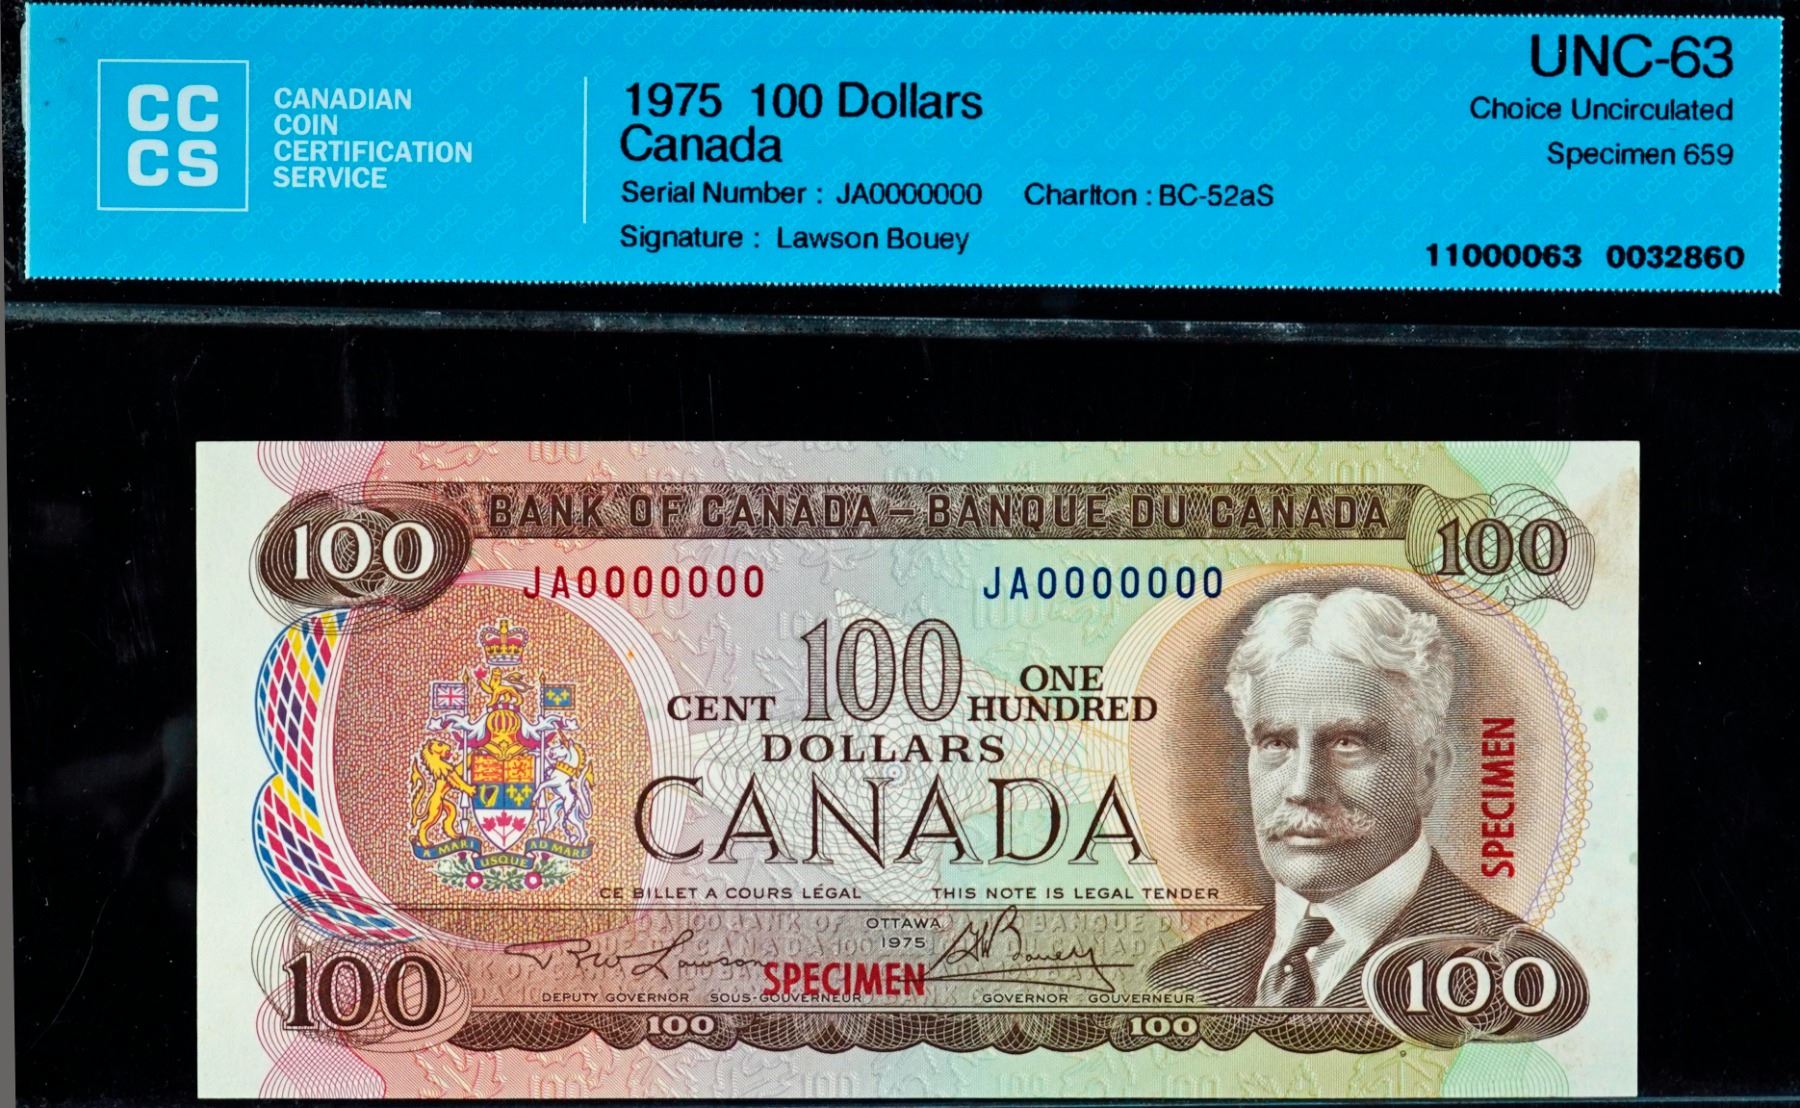 CC
CS
CANADIAN
COIN
CERTIFICATION
SERVICE
1975 100 Dollars
Canada
Serial Number : JA0000000 Charlton : BC-52aS
Signature : Lawson Bouey
UNC-63
Choice Uncirculated
Specimen 659
11000063 0032860
BANK OF CANADA – BANQUE DU CANADA
100
100
JA0000000
JA0000000
CENT 100 ONE HUNDRED
DOLLARS
CANADA
A MARI USQUE AD MARE
CE BILLET A COURS LÉGAL
THIS NOTE IS LEGAL TENDER
SPECIMEN
OTTAWA
1975
Lawson
SPECIMEN
Bouey
DEPUTY GOVERNOR SOUS-GOUVERNEUR
GOVERNOR GOUVERNEUR
100
100
100
100